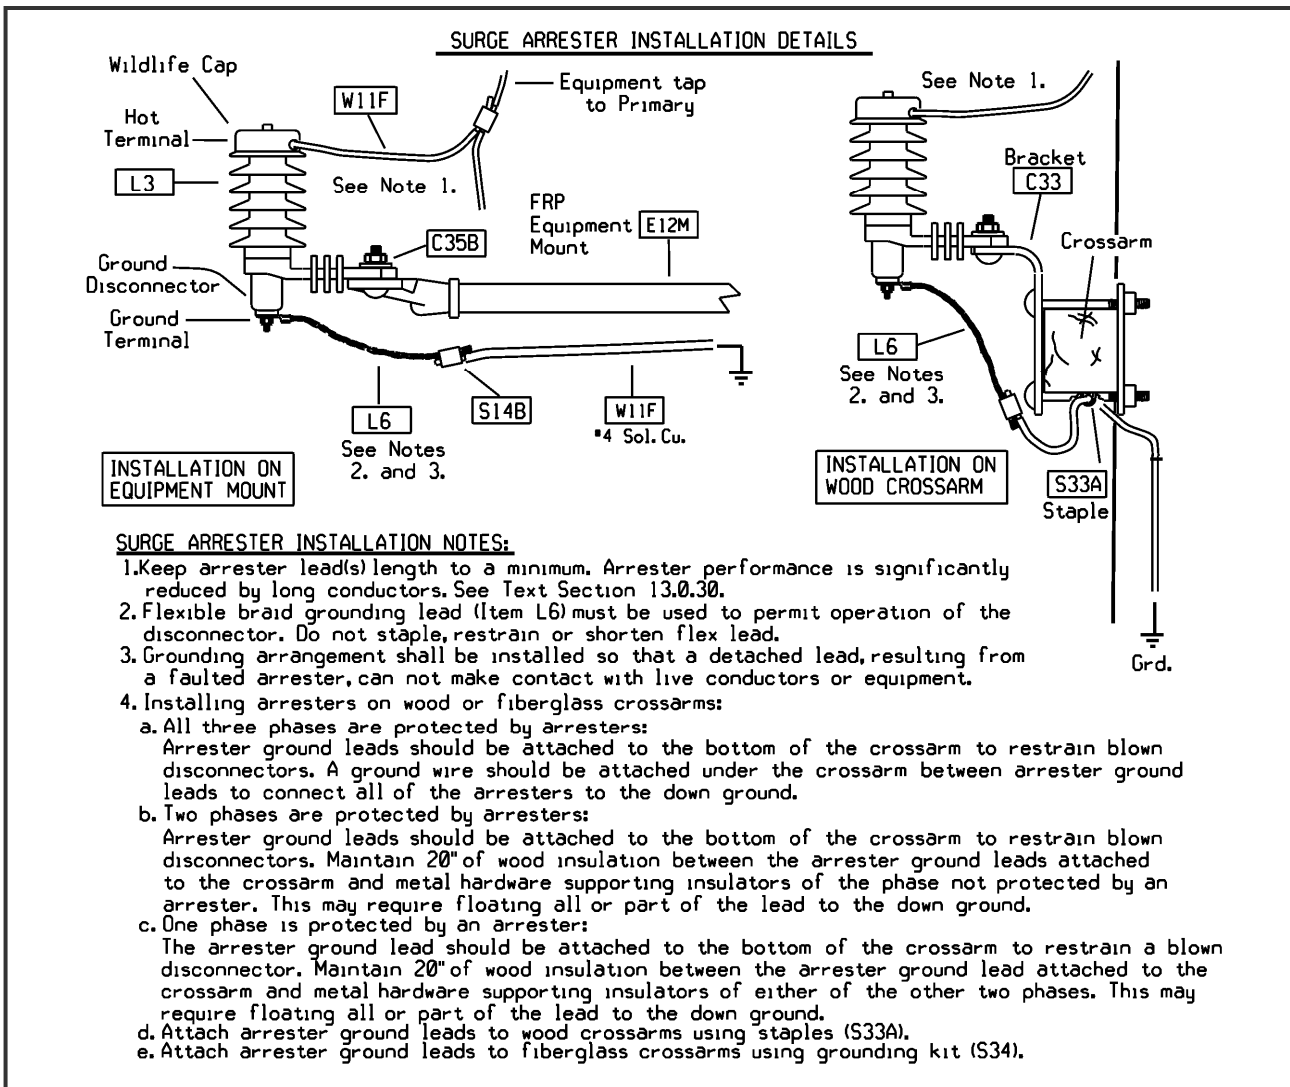 SURGE ARRESTER INSTALLATION DETAILS
Wildlife Cap
Hot
Terminal
L3
W11F
Equipment tap
to Primary
See Note 1.
FRP
Equipment
Mount
E12M
C35B
Ground
Disconnector
Ground
Terminal
L6
See Notes
2. and 3.
S14B
W11F
#4 Sol. Cu.
INSTALLATION ON
EQUIPMENT MOUNT
See Note 1.
Bracket
C33
Crossarm
L6
See Notes
2. and 3.
INSTALLATION ON
WOOD CROSSARM
S33A
Staple
Grd.
SURGE ARRESTER INSTALLATION NOTES:
1.Keep arrester lead(s) length to a minimum. Arrester performance is significantly
reduced by long conductors. See Text Section 13.0.30.
2. Flexible braid grounding lead (Item L6) must be used to permit operation of the
disconnector. Do not staple, restrain or shorten flex lead.
3. Grounding arrangement shall be installed so that a detached lead, resulting from
a faulted arrester, can not make contact with live conductors or equipment.
4. Installing arresters on wood or fiberglass crossarms:
a. All three phases are protected by arresters:
Arrester ground leads should be attached to the bottom of the crossarm to restrain blown
disconnectors. A ground wire should be attached under the crossarm between arrester ground
leads to connect all of the arresters to the down ground.
b. Two phases are protected by arresters:
Arrester ground leads should be attached to the bottom of the crossarm to restrain blown
disconnectors. Maintain 20" of wood insulation between the arrester ground leads attached
to the crossarm and metal hardware supporting insulators of the phase not protected by an
arrester. This may require floating all or part of the lead to the down ground.
c. One phase is protected by an arrester:
The arrester ground lead should be attached to the bottom of the crossarm to restrain a blown
disconnector. Maintain 20" of wood insulation between the arrester ground lead attached to the
crossarm and metal hardware supporting insulators of either of the other two phases. This may
require floating all or part of the lead to the down ground.
d. Attach arrester ground leads to wood crossarms using staples (S33A).
e. Attach arrester ground leads to fiberglass crossarms using grounding kit (S34).